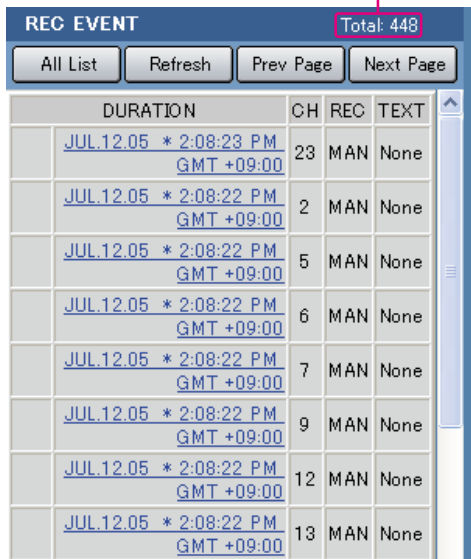 REC EVENT Total: 448
All List Refresh Prev Page Next Page
DURATION CH REC TEXT
JUL.12.05 * 2:08:23 PM
GMT +09:00 23 MAN None
JUL.12.05 * 2:08:22 PM
GMT +09:00 2 MAN None
JUL.12.05 * 2:08:22 PM
GMT +09:00 5 MAN None
JUL.12.05 * 2:08:22 PM
GMT +09:00 6 MAN None
JUL.12.05 * 2:08:22 PM
GMT +09:00 7 MAN None
JUL.12.05 * 2:08:22 PM
GMT +09:00 9 MAN None
JUL.12.05 * 2:08:22 PM
GMT +09:00 12 MAN None
JUL.12.05 * 2:08:22 PM
GMT +09:00 13 MAN None